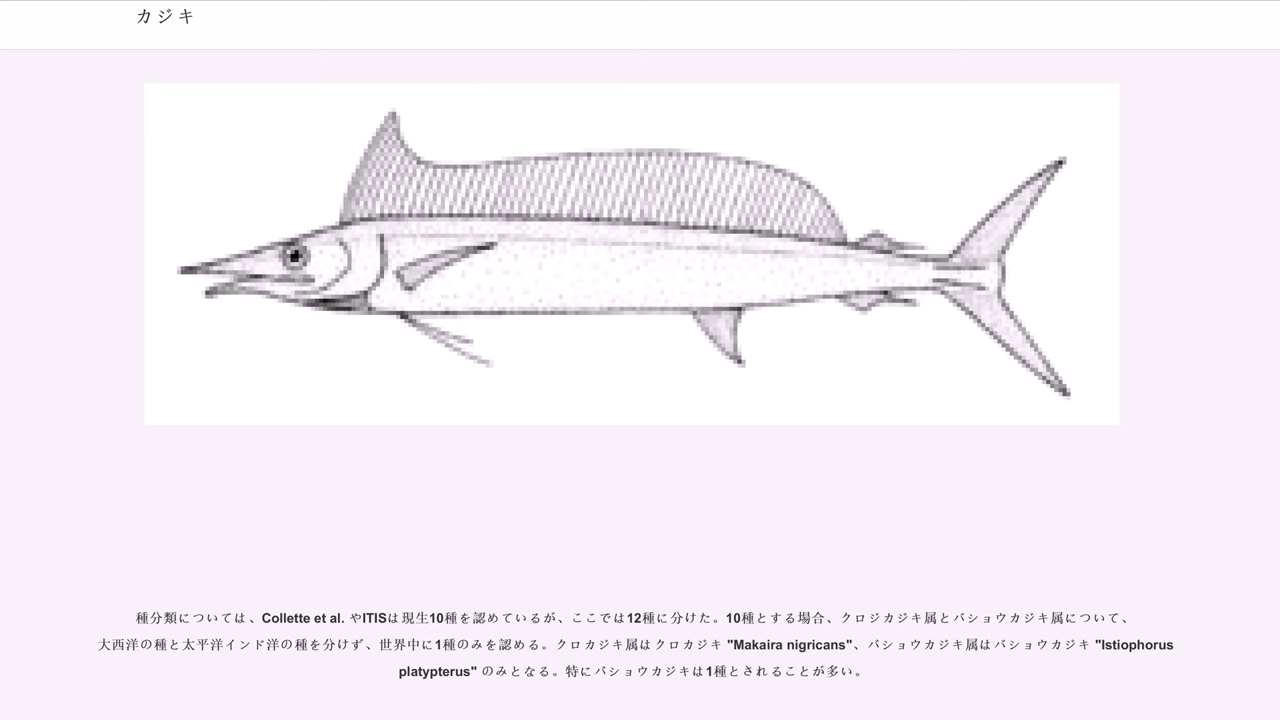 カジキ
種分類については、Collette et al. やITISは現生10種を認めているが、ここでは12種に分けた。10種とする場合、クロジカジキ属とバショウカジキ属について、
大西洋の種と太平洋インド洋の種を分けず、世界中に1種のみを認める。クロカジキ属はクロカジキ "Makaira nigricans"、バショウカジキ属はバショウカジキ "Istiophorus
platypterus" のみとなる。特にバショウカジキは1種とされることが多い。